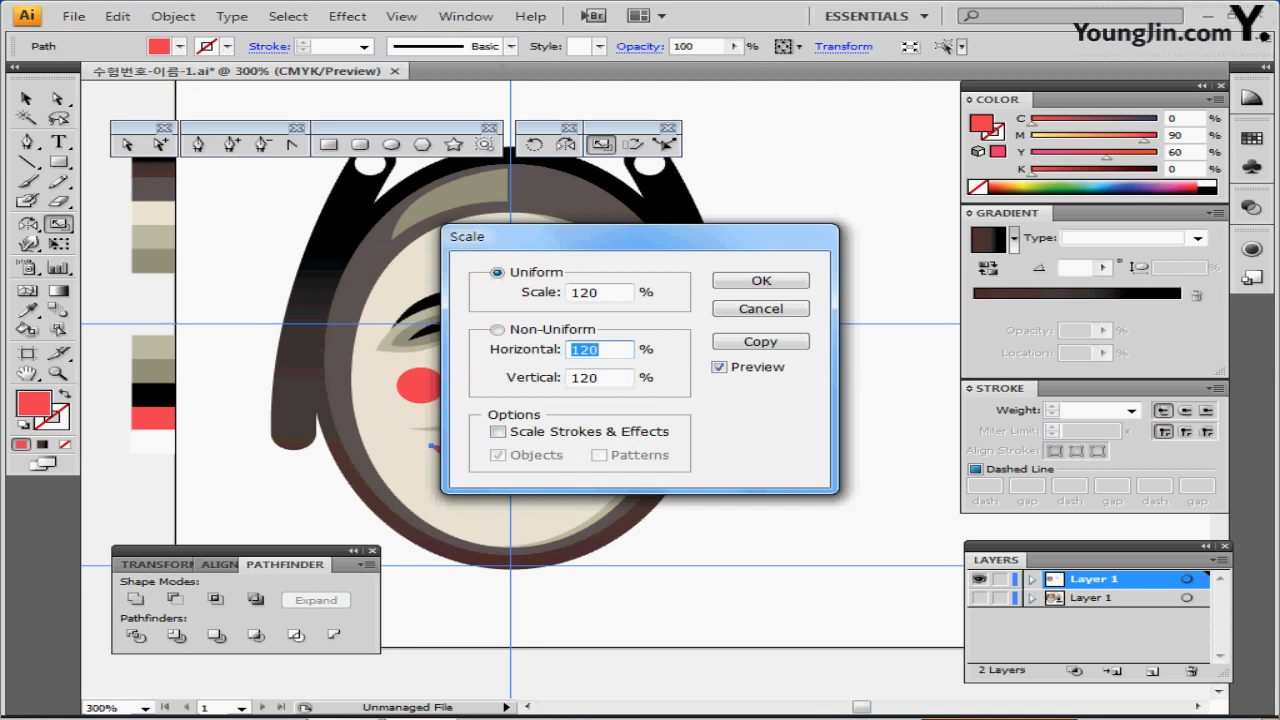 Ai File Edit Object Type Select Effect View Window Help Br ESSENTIALS
YoungJin.com Y.
Path Stroke: Basic Style: Opacity: 100 % Transform
수험번호-이름-1.ai* @ 300% (CMYK/Preview)
COLOR
C 0 %
M 90 %
Y 60 %
K 0 %
GRADIENT
Type:
°
%
Opacity: %
Location: %
STROKE
Weight:
Miter Limit: x
Align Stroke:
Dashed Line
dash gap dash gap dash gap
Scale
Uniform
Scale: 120 %
Non-Uniform
Horizontal: 120 %
Vertical: 120 %
Options
Scale Strokes & Effects
Objects Patterns
OK
Cancel
Copy
Preview
TRANSFORM ALIGN PATHFINDER
Shape Modes:
Expand
Pathfinders:
LAYERS
Layer 1
Layer 1
2 Layers
300% 1 Unmanaged File